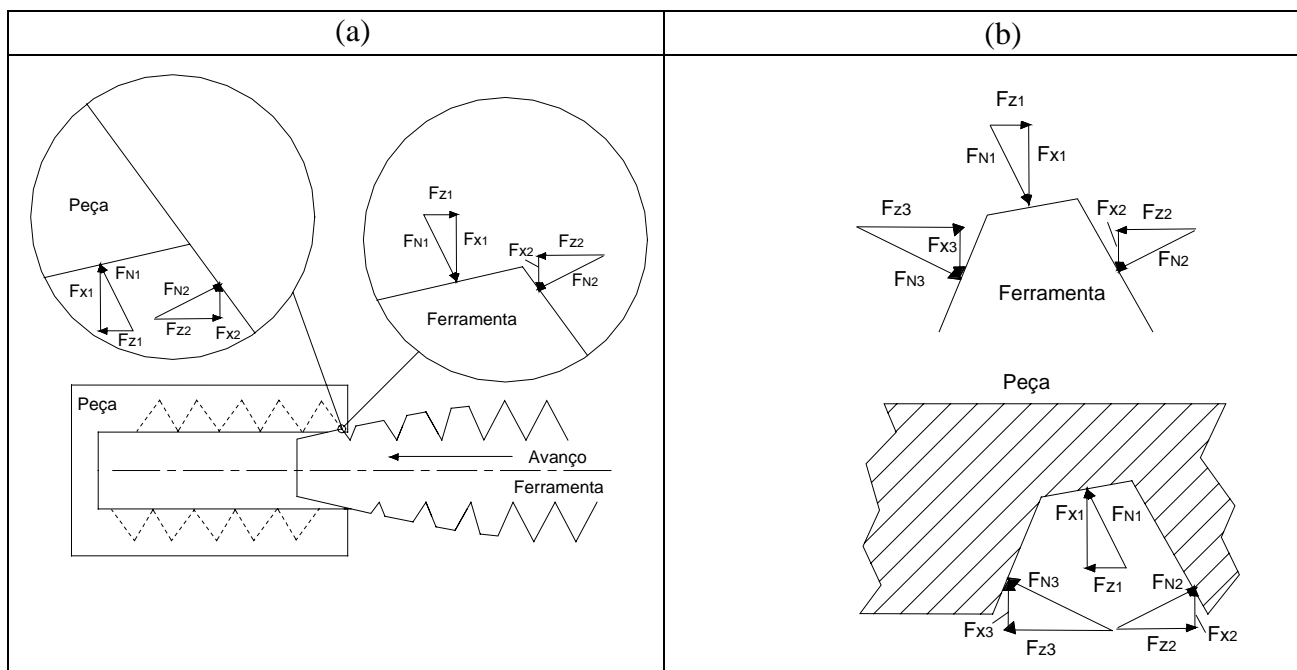 (a)
(b)
Peça
FN1
Fx1
FZ1
FN2
Fz2
Fx2
Fz1
FN1
Fx1
Fx2
Fz2
FN2
Ferramenta
Peça
Avanço
Ferramenta
Fz1
FN1
Fx1
Fz3
Fx3
FN3
Fx2
Fz2
FN2
Ferramenta
Peça
Fx1
FN1
Fz1
FN3
FN2
Fx3
Fz3
Fz2
Fx2